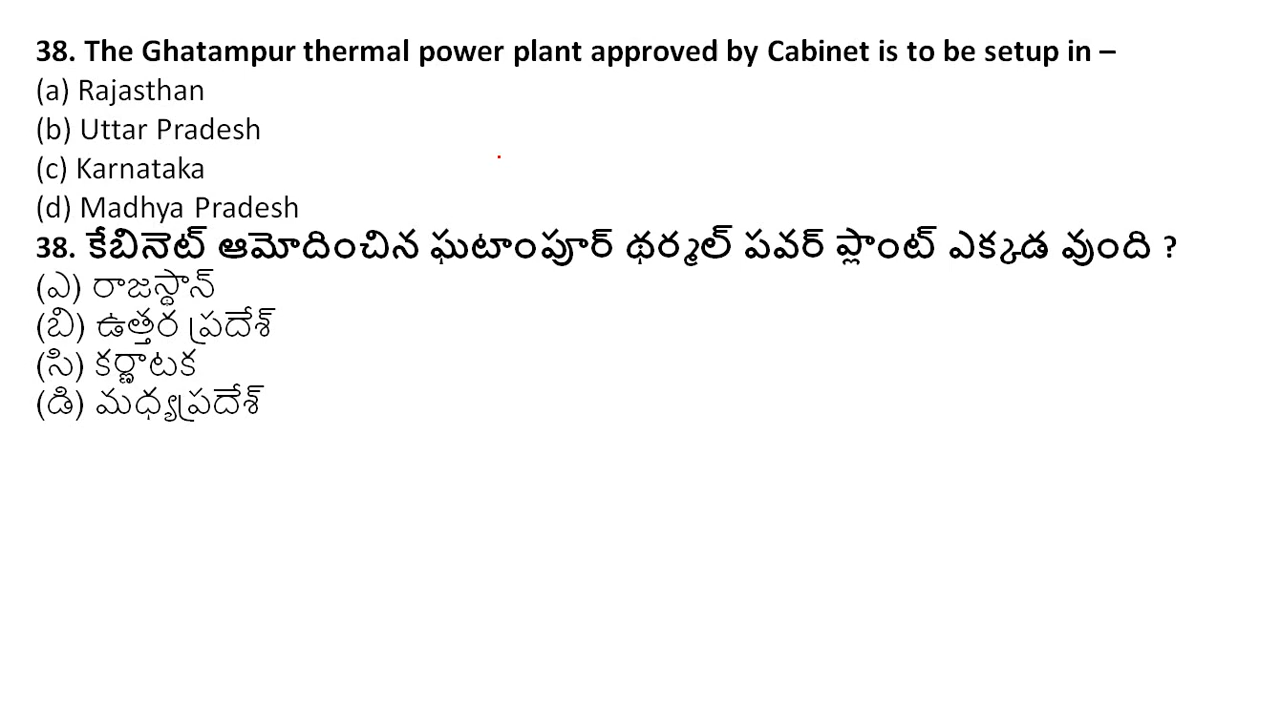 38. The Ghatampur thermal power plant approved by Cabinet is to be setup in –
(a) Rajasthan
(b) Uttar Pradesh
(c) Karnataka
(d) Madhya Pradesh
38. కేబినెట్ ఆమోదించిన ఘటాంపూర్ థర్మల్ పవర్ ప్లాంట్ ఎక్కడ వుంది ?
(ఎ) రాజస్థాన్
(బి) ఉత్తర ప్రదేశ్
(సి) కర్ణాటక
(డి) మధ్యప్రదేశ్